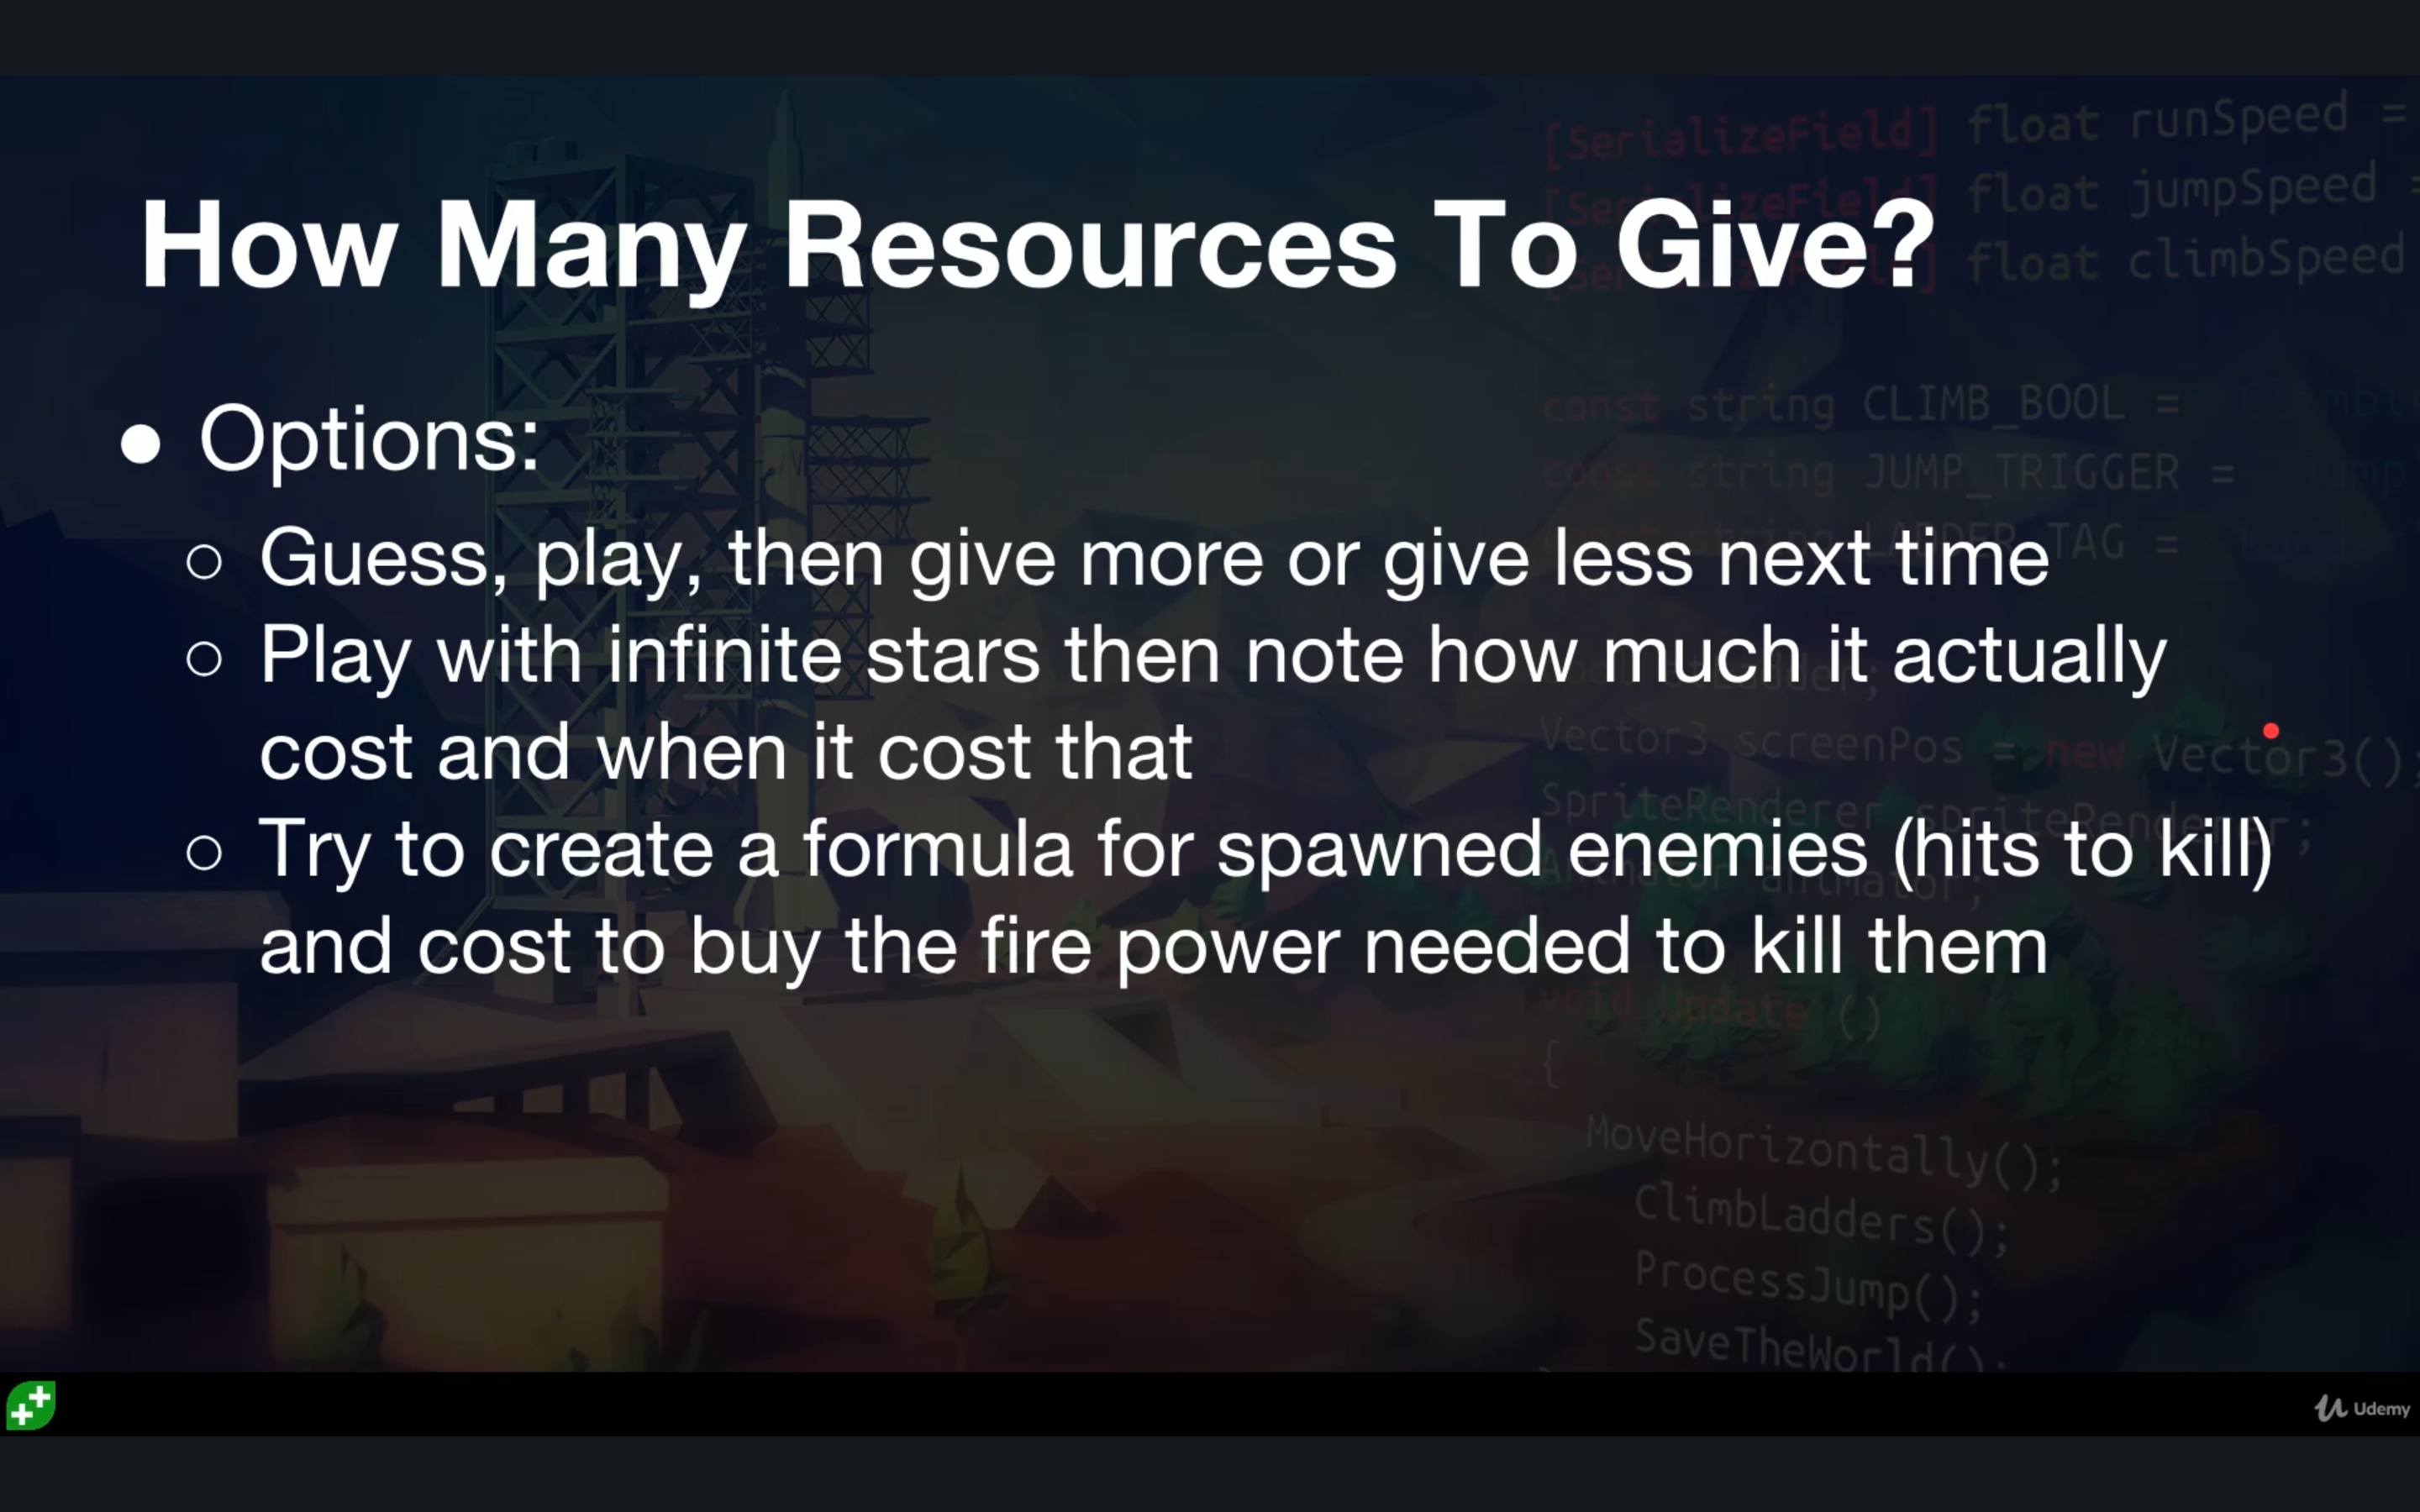 How Many Resources To Give?
● Options:
○ Guess, play, then give more or give less next time
○ Play with infinite stars then note how much it actually
cost and when it cost that
○ Try to create a formula for spawned enemies (hits to kill)
and cost to buy the fire power needed to kill them
[SerializeField] float runSpeed =
float jumpSpeed =
float climbSpeed
const string CLIMB_BOOL =
const string JUMP_TRIGGER =
TAG =
Vector3 screenPos = new Vector3();
SpriteRenderer spriteRenderer;
Animator animator;
void Update ()
{
MoveHorizontally();
ClimbLadders();
ProcessJump();
SaveTheWorld();
Udemy